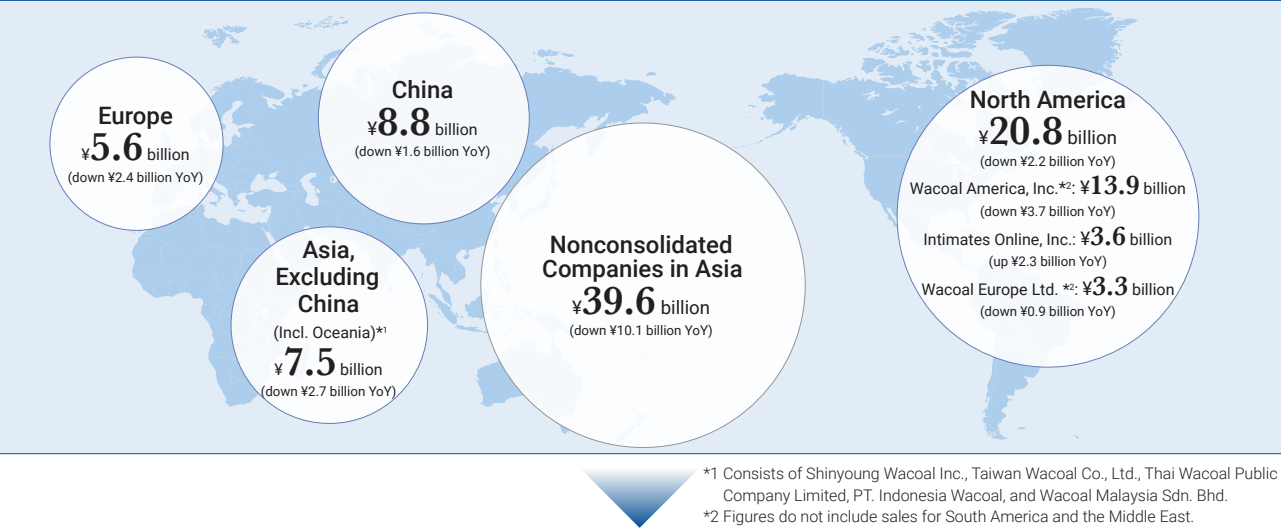 Europe
¥5.6 billion
(down ¥2.4 billion YoY)
China
¥8.8 billion
(down ¥1.6 billion YoY)
Asia,
Excluding
China
(Incl. Oceania)*1
¥7.5 billion
(down ¥2.7 billion YoY)
Nonconsolidated
Companies in Asia
¥39.6 billion
(down ¥10.1 billion YoY)
North America
¥20.8 billion
(down ¥2.2 billion YoY)
Wacoal America, Inc.*2: ¥13.9 billion
(down ¥3.7 billion YoY)
Intimates Online, Inc.: ¥3.6 billion
(up ¥2.3 billion YoY)
Wacoal Europe Ltd. *2: ¥3.3 billion
(down ¥0.9 billion YoY)
*1 Consists of Shinyoung Wacoal Inc., Taiwan Wacoal Co., Ltd., Thai Wacoal Public
Company Limited, PT. Indonesia Wacoal, and Wacoal Malaysia Sdn. Bhd.
*2 Figures do not include sales for South America and the Middle East.